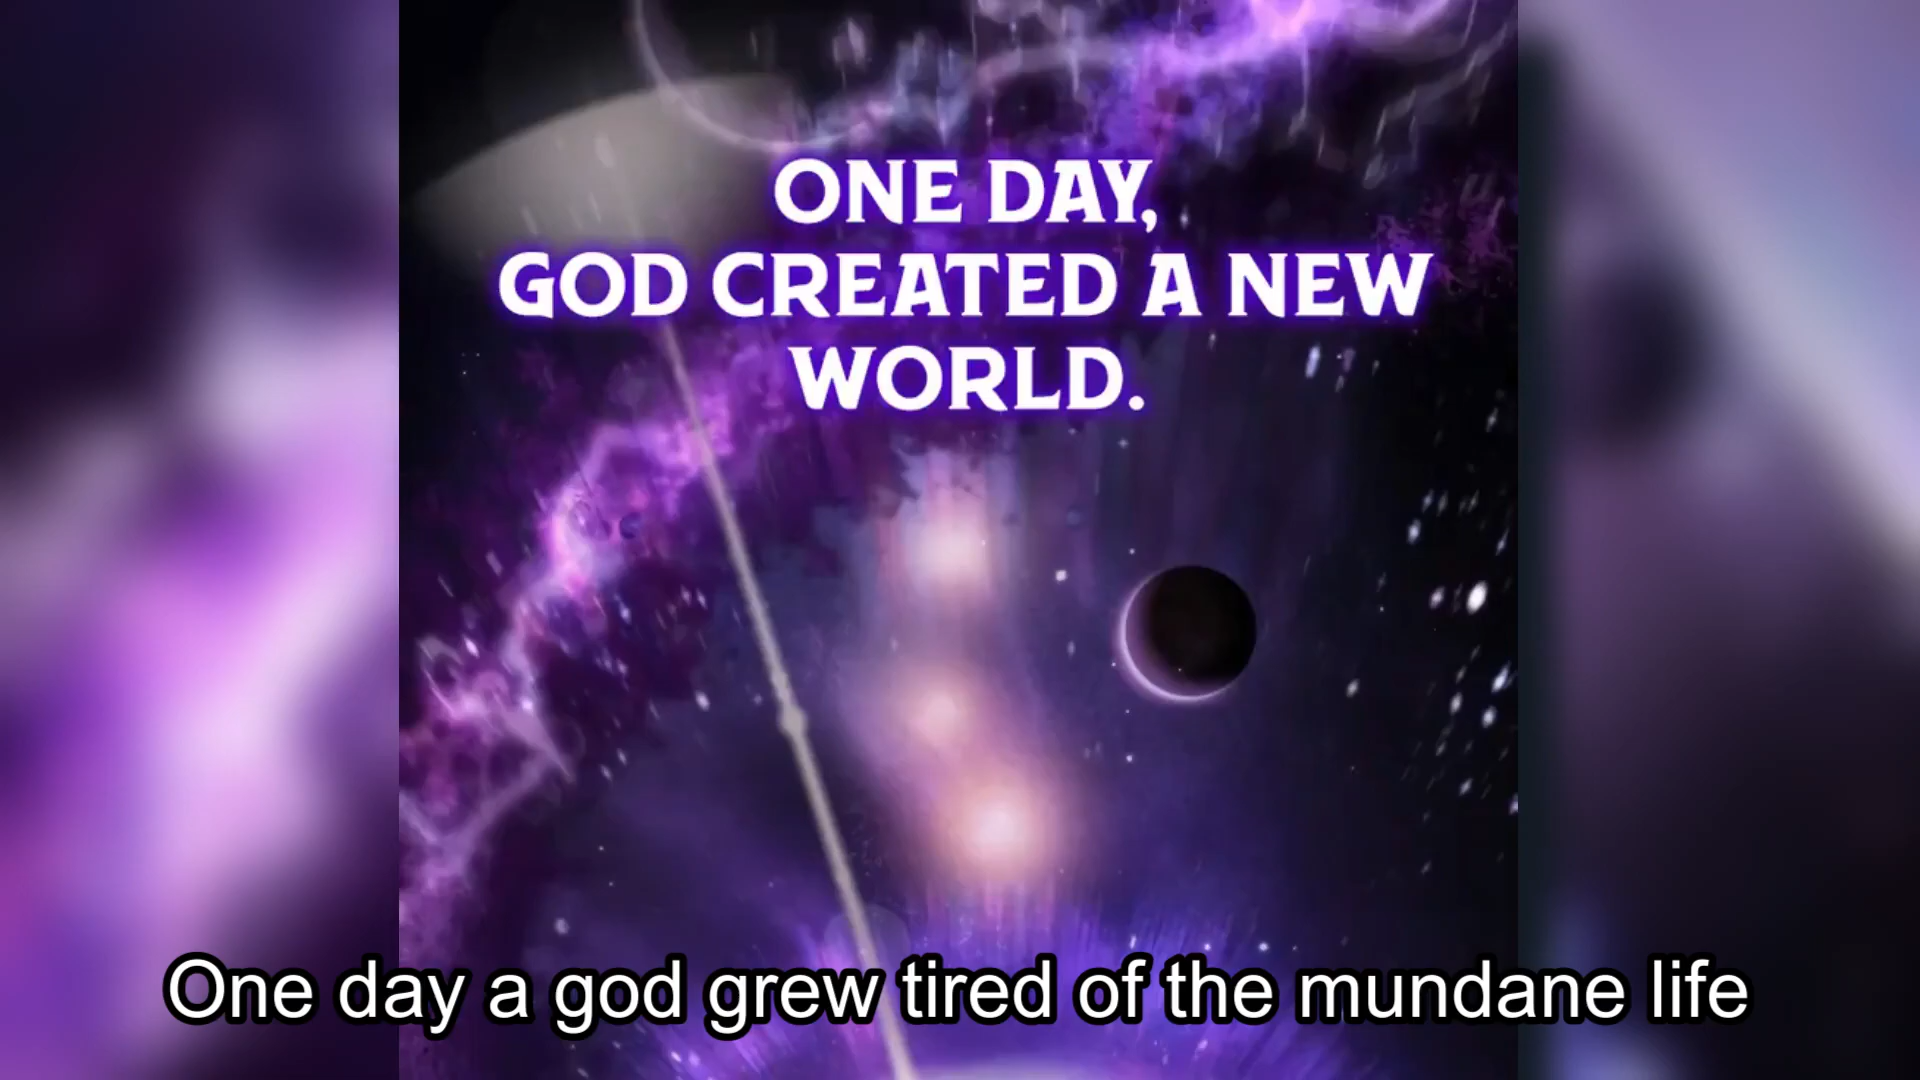 ONE DAY,
GOD CREATED A NEW
WORLD.
One day a god grew tired of the mundane life